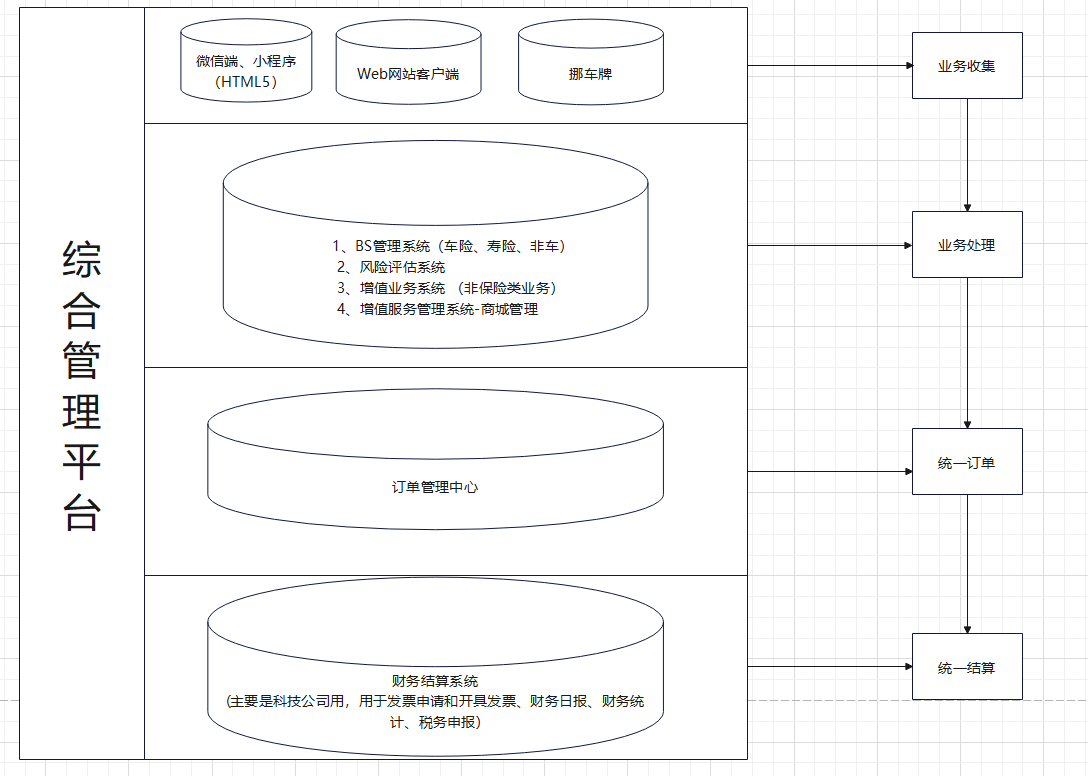 综
合
管
理
平
台
微信端、小程序
（HTML5）
Web网站客户端
挪车牌
业务收集
1、BS管理系统（车险、寿险、非车）
2、风险评估系统
3、增值业务系统 （非保险类业务）
4、增值服务管理系统-商城管理
业务处理
订单管理中心
统一订单
财务结算系统
(主要是科技公司用，用于发票申请和开具发票、财务日报、财务统
计、税务申报）
统一结算